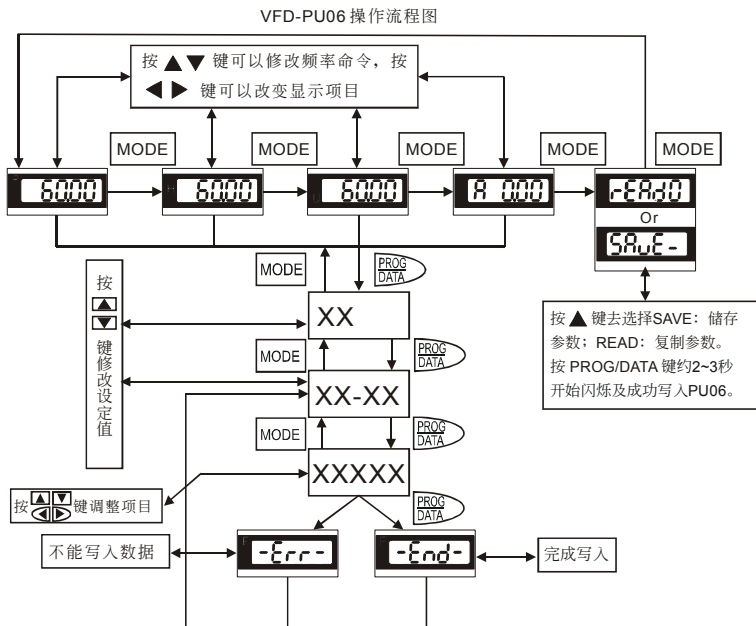 VFD-PU06 操作流程图
按 ▲ ▼ 键可以修改频率命令，按
◀ ▶ 键可以改变显示项目
MODE MODE MODE MODE MODE
F 60.00 H 60.00 U 60.00 A 0.00 rEAd0
Or
SAvE-
MODE PROG DATA
按 ▲ ▼ 键修改设定值
XX
按 ▲ 键去选择SAVE：储存
参数；READ：复制参数。
按 PROG/DATA 键约2~3秒
开始闪烁及成功写入PU06。
MODE PROG DATA
XX-XX
MODE PROG DATA
XXXXX
按 ▲ ▼ ◀ ▶ 键调整项目
PROG DATA
不能写入数据 -Err- -End- 完成写入